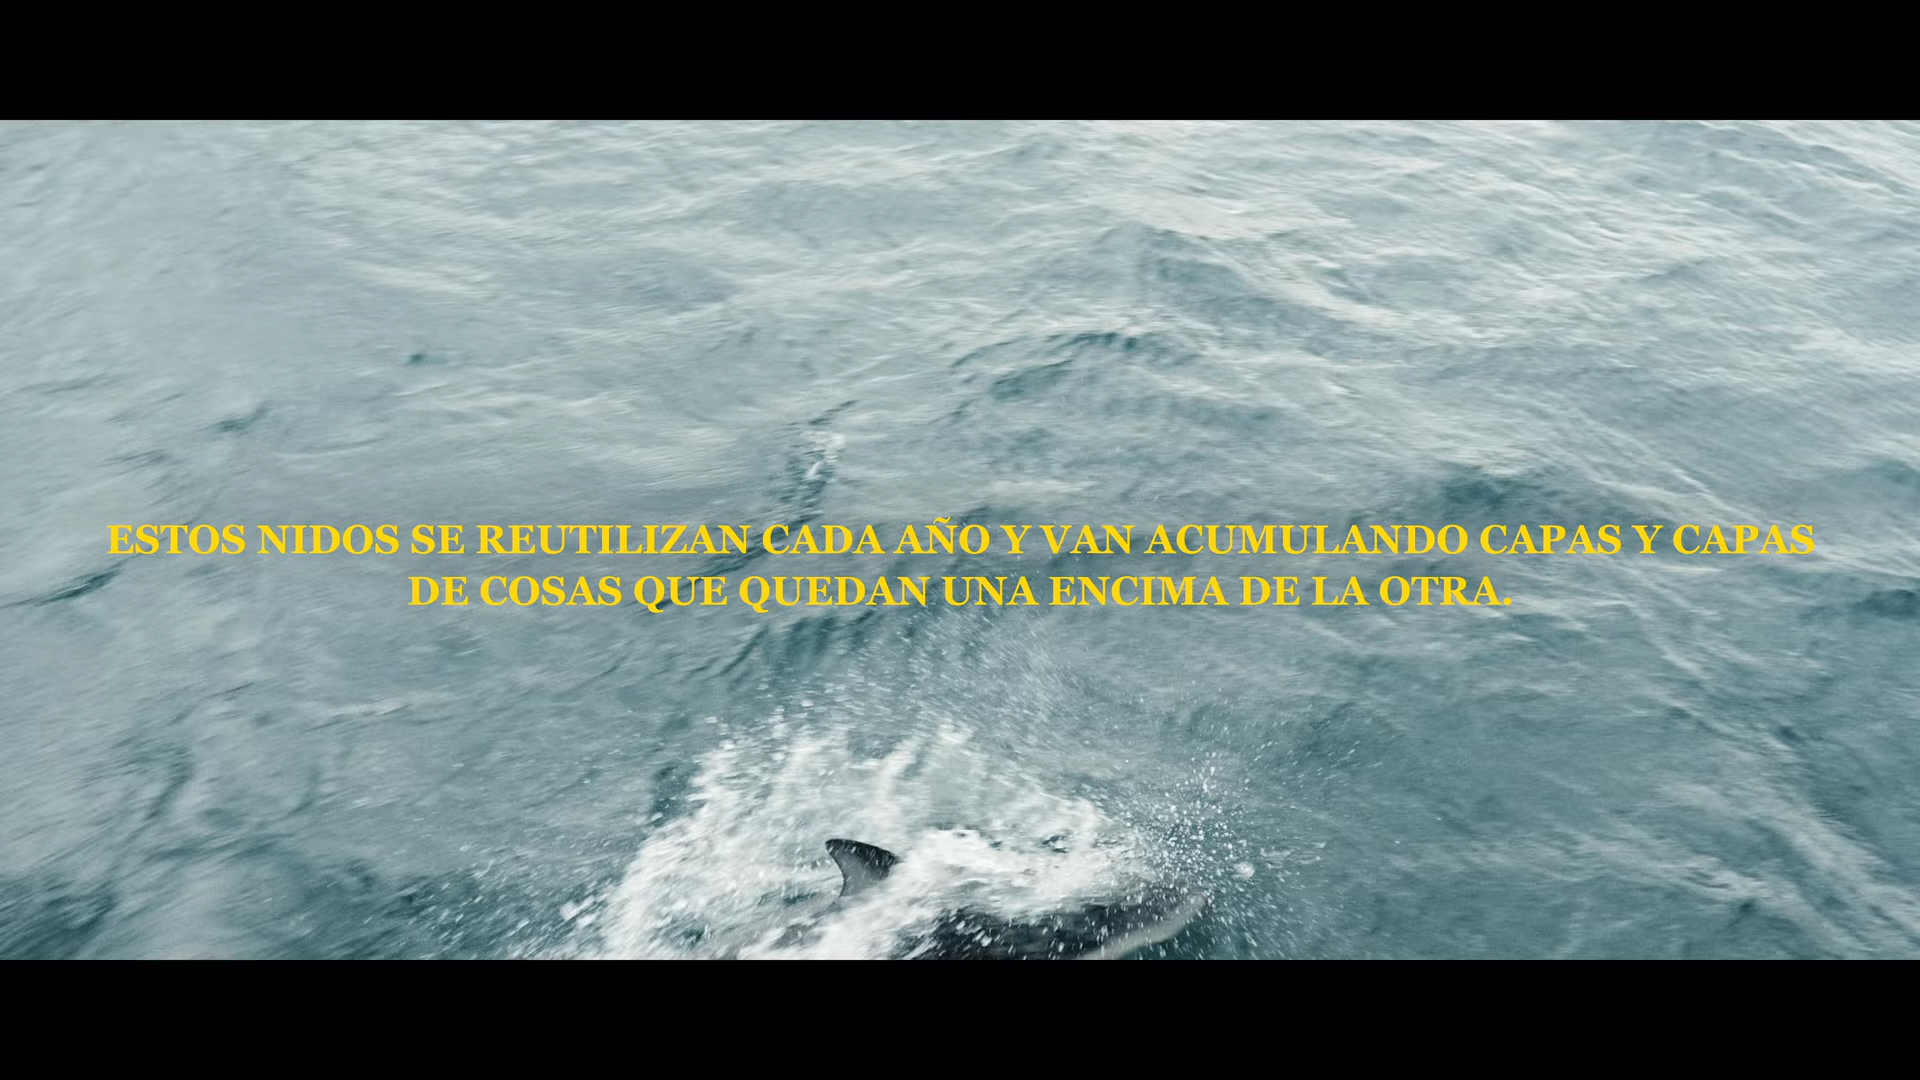 ESTOS NIDOS SE REUTILIZAN CADA AÑO Y VAN ACUMULANDO CAPAS Y CAPAS
DE COSAS QUE QUEDAN UNA ENCIMA DE LA OTRA.